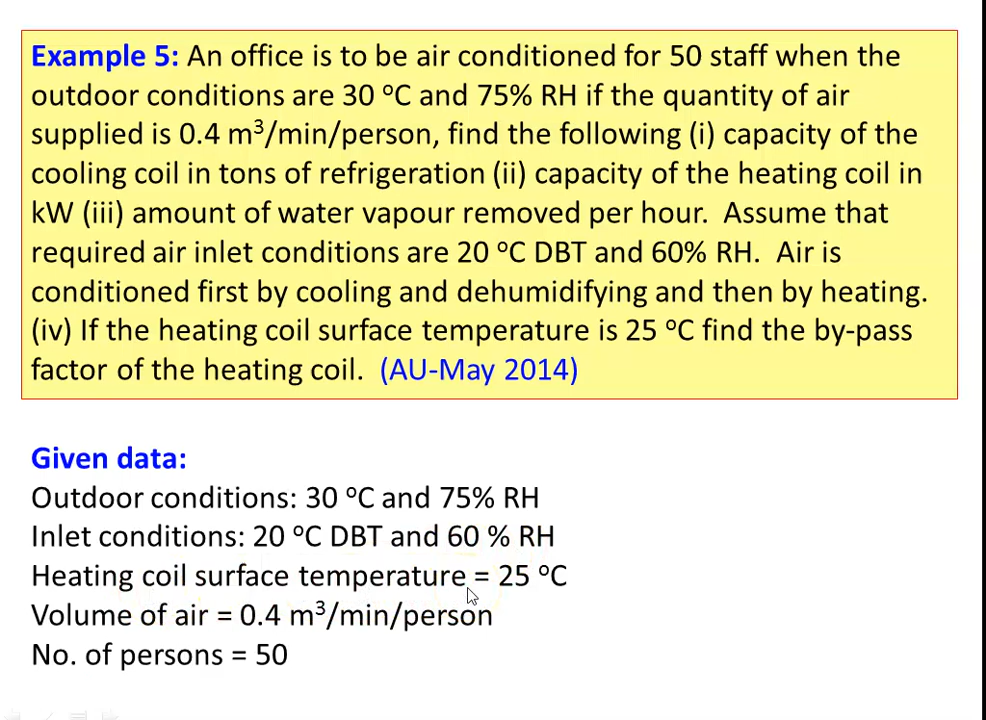 Example 5: An office is to be air conditioned for 50 staff when the
outdoor conditions are 30 ᵒC and 75% RH if the quantity of air
supplied is 0.4 m³/min/person, find the following (i) capacity of the
cooling coil in tons of refrigeration (ii) capacity of the heating coil in
kW (iii) amount of water vapour removed per hour. Assume that
required air inlet conditions are 20 ᵒC DBT and 60% RH. Air is
conditioned first by cooling and dehumidifying and then by heating.
(iv) If the heating coil surface temperature is 25 ᵒC find the by-pass
factor of the heating coil. (AU-May 2014)
Given data:
Outdoor conditions: 30 ᵒC and 75% RH
Inlet conditions: 20 ᵒC DBT and 60 % RH
Heating coil surface temperature = 25 ᵒC
Volume of air = 0.4 m³/min/person
No. of persons = 50